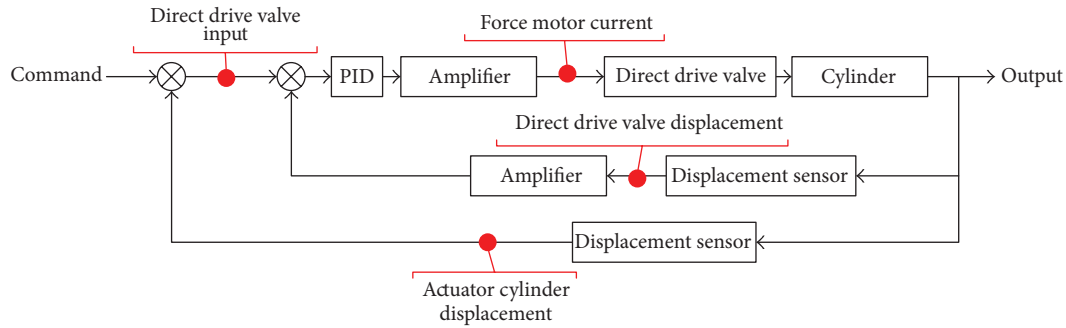 Direct drive valve
input
Force motor current
Command
PID
Amplifier
Direct drive valve
Cylinder
Output
Direct drive valve displacement
Amplifier
Displacement sensor
Displacement sensor
Actuator cylinder
displacement